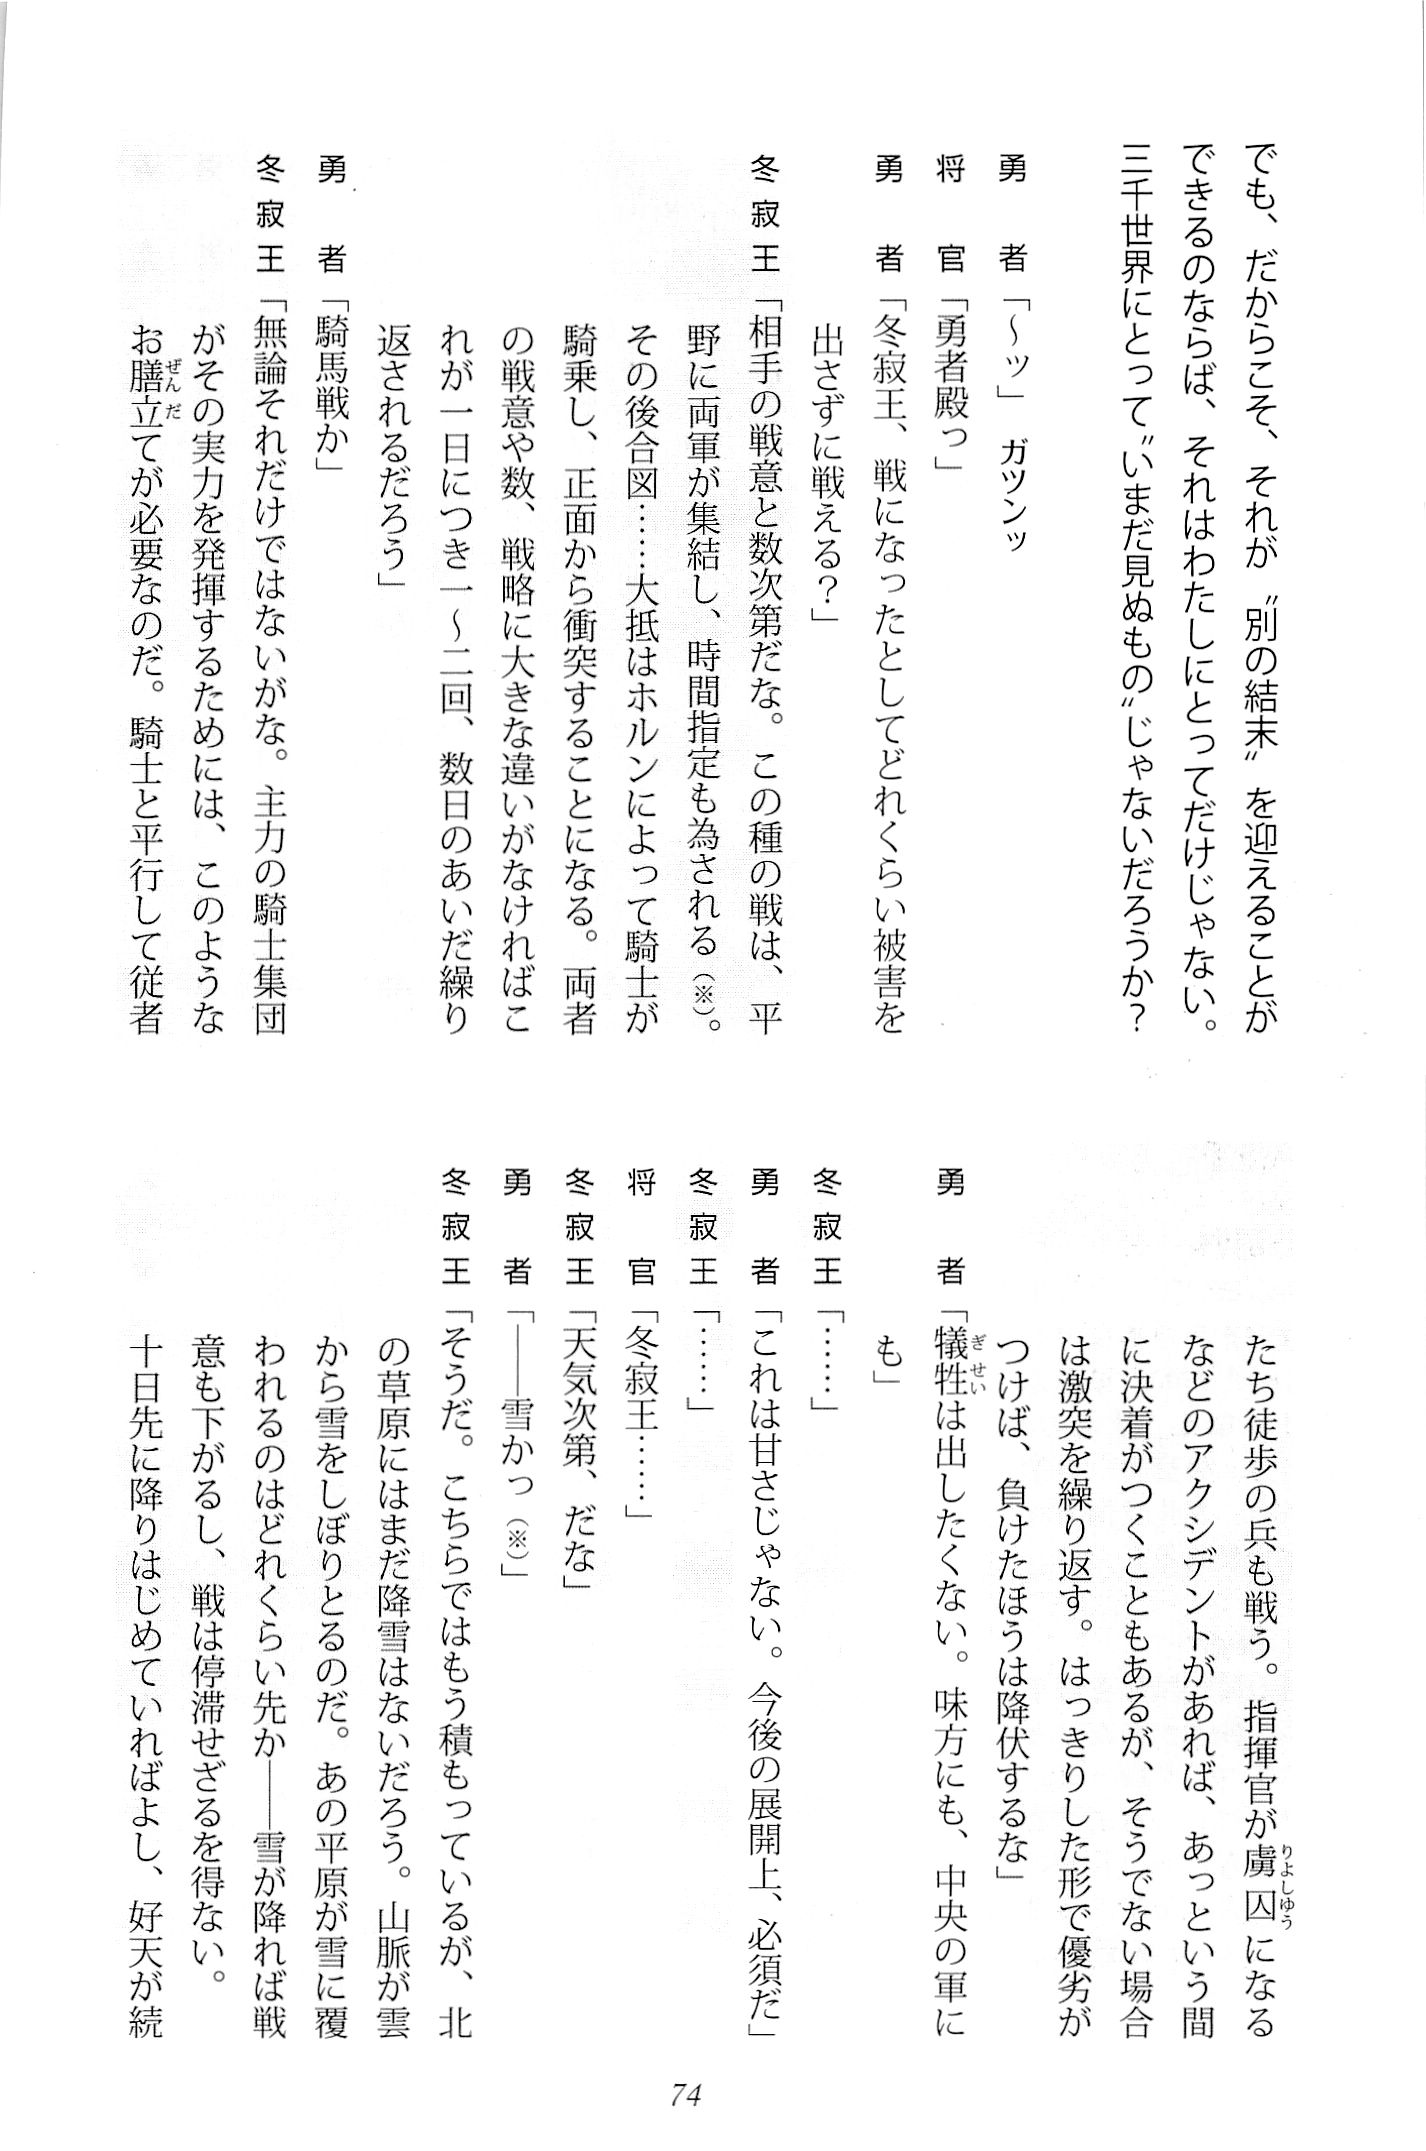 でも、だからこそ、それが〝別の結末〟を迎えることが
できるのならば、それはわたしにとってだけじゃない。
三千世界にとって〝いまだ見ぬもの〟じゃないだろうか？
勇　者「～ッ」　ガツンッ
将　官「勇者殿っ」
勇　者「冬寂王、戦になったとしてどれくらい被害を
出さずに戦える？」
冬寂王「相手の戦意と数次第だな。この種の戦は、平
野に両軍が集結し、時間指定も為される（※）。
その後合図……大抵はホルンによって騎士が
騎乗し、正面から衝突することになる。両者
の戦意や数、戦略に大きな違いがなければこ
れが一日につき一～二回、数日のあいだ繰り
返されるだろう」
勇　者「騎馬戦か」
冬寂王「無論それだけではないがな。主力の騎士集団
がその実力を発揮するためには、このような
お膳立てが必要なのだ。騎士と平行して従者
たち徒歩の兵も戦う。指揮官が虜囚になる
などのアクシデントがあれば、あっという間
に決着がつくこともあるが、そうでない場合
は激突を繰り返す。はっきりした形で優劣が
つけば、負けたほうは降伏するな」
勇　者「犠牲は出したくない。味方にも、中央の軍に
も」
冬寂王「……」
勇　者「これは甘さじゃない。今後の展開上、必須だ」
冬寂王「……」
将　官「冬寂王……」
冬寂王「天気次第、だな」
勇　者「――雪かっ（※）」
冬寂王「そうだ。こちらではもう積もっているが、北
の草原にはまだ降雪はないだろう。山脈が雲
から雪をしぼりとるのだ。あの平原が雪に覆
われるのはどれくらい先か――雪が降れば戦
意も下がるし、戦は停滞せざるを得ない。
十日先に降りはじめていればよし、好天が続
74